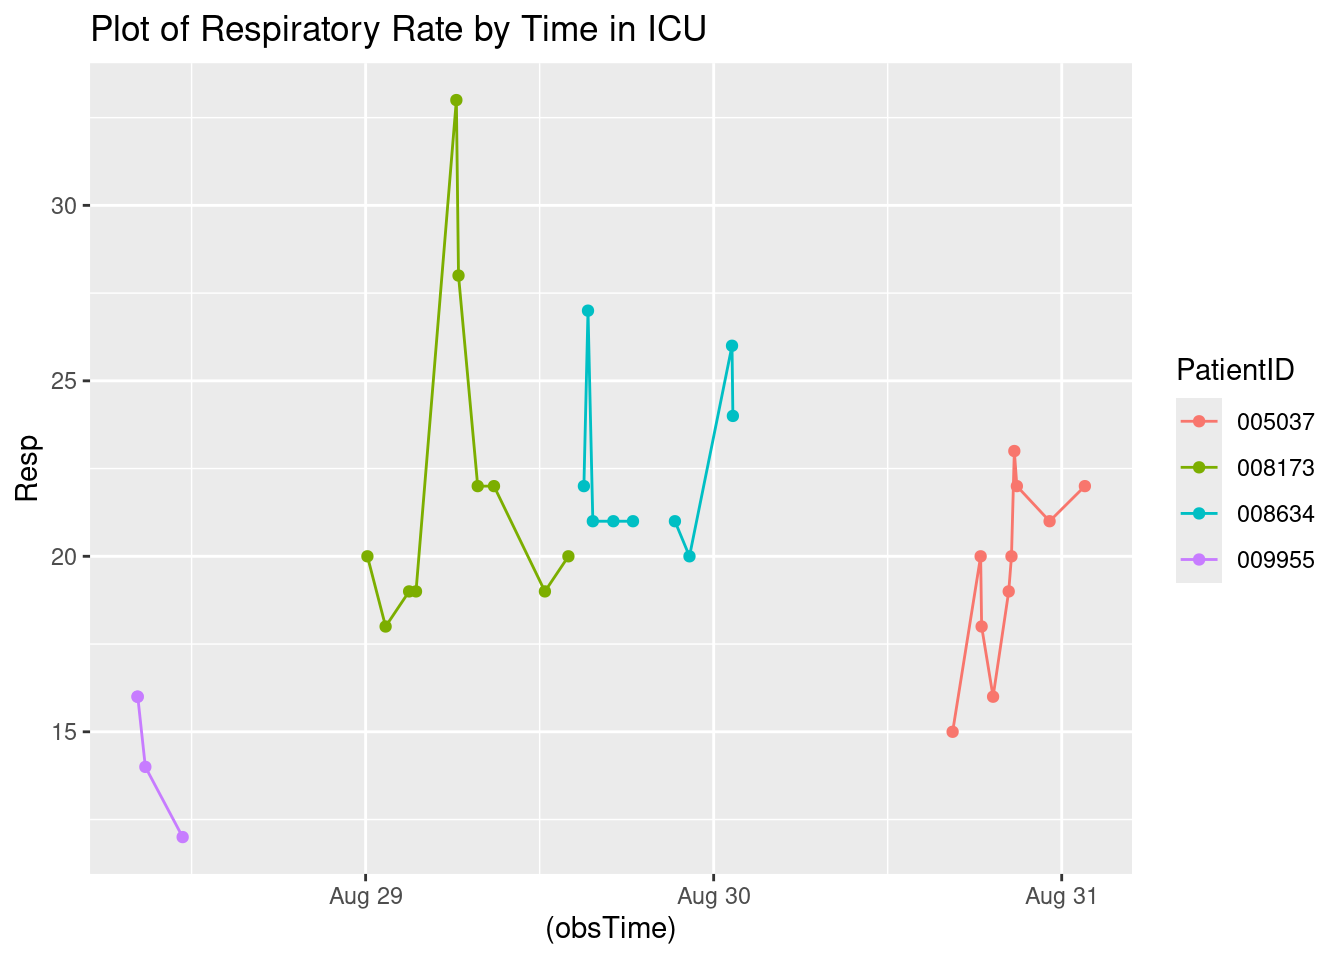 Plot of Respiratory Rate by Time in ICU
30
25
20
15
Resp
Aug 29
Aug 30
Aug 31
(obsTime)
PatientID
005037
008173
008634
009955